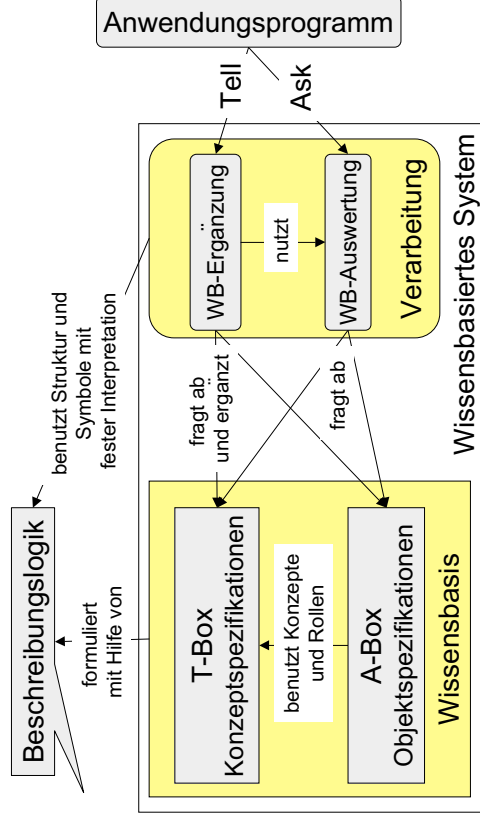 Beschreibungslogik
formuliert
mit Hilfe von
benutzt Struktur und
Symbole mit
fester Interpretation
T-Box
Konzeptspezifikationen
benutzt Konzepte
und Rollen
A-Box
Objektspezifikationen
Wissensbasis
fragt ab
und ergänzt
fragt ab
WB-Ergänzung
nutzt
WB-Auswertung
Verarbeitung
Wissensbasiertes System
Tell
Ask
Anwendungsprogramm